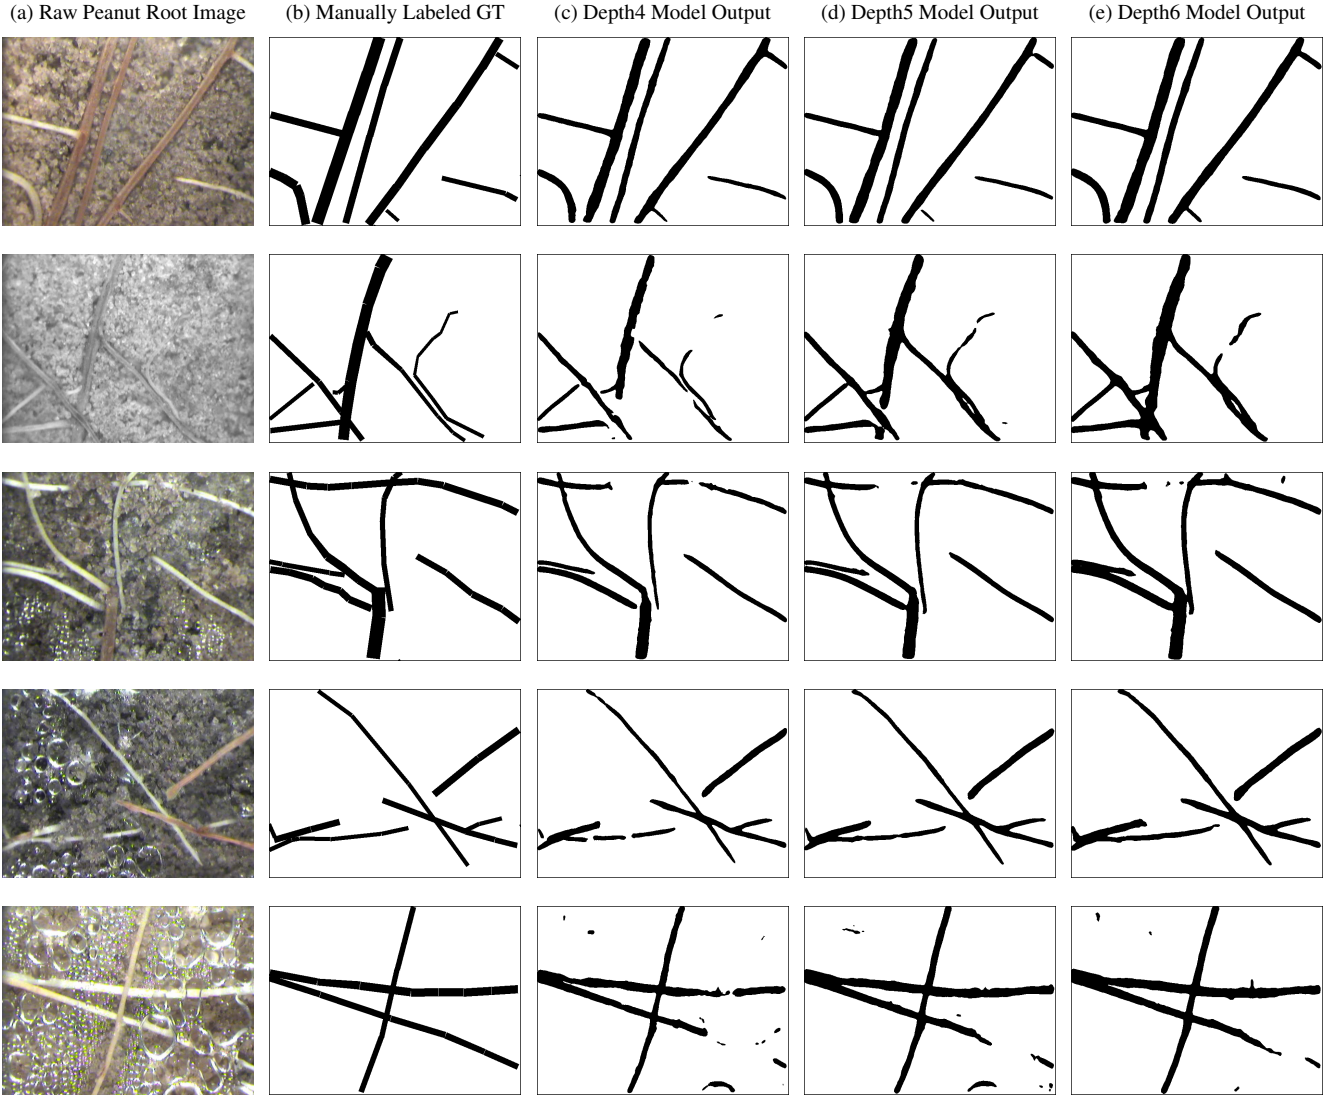 (a) Raw Peanut Root Image
(b) Manually Labeled GT
(c) Depth4 Model Output
(d) Depth5 Model Output
(e) Depth6 Model Output